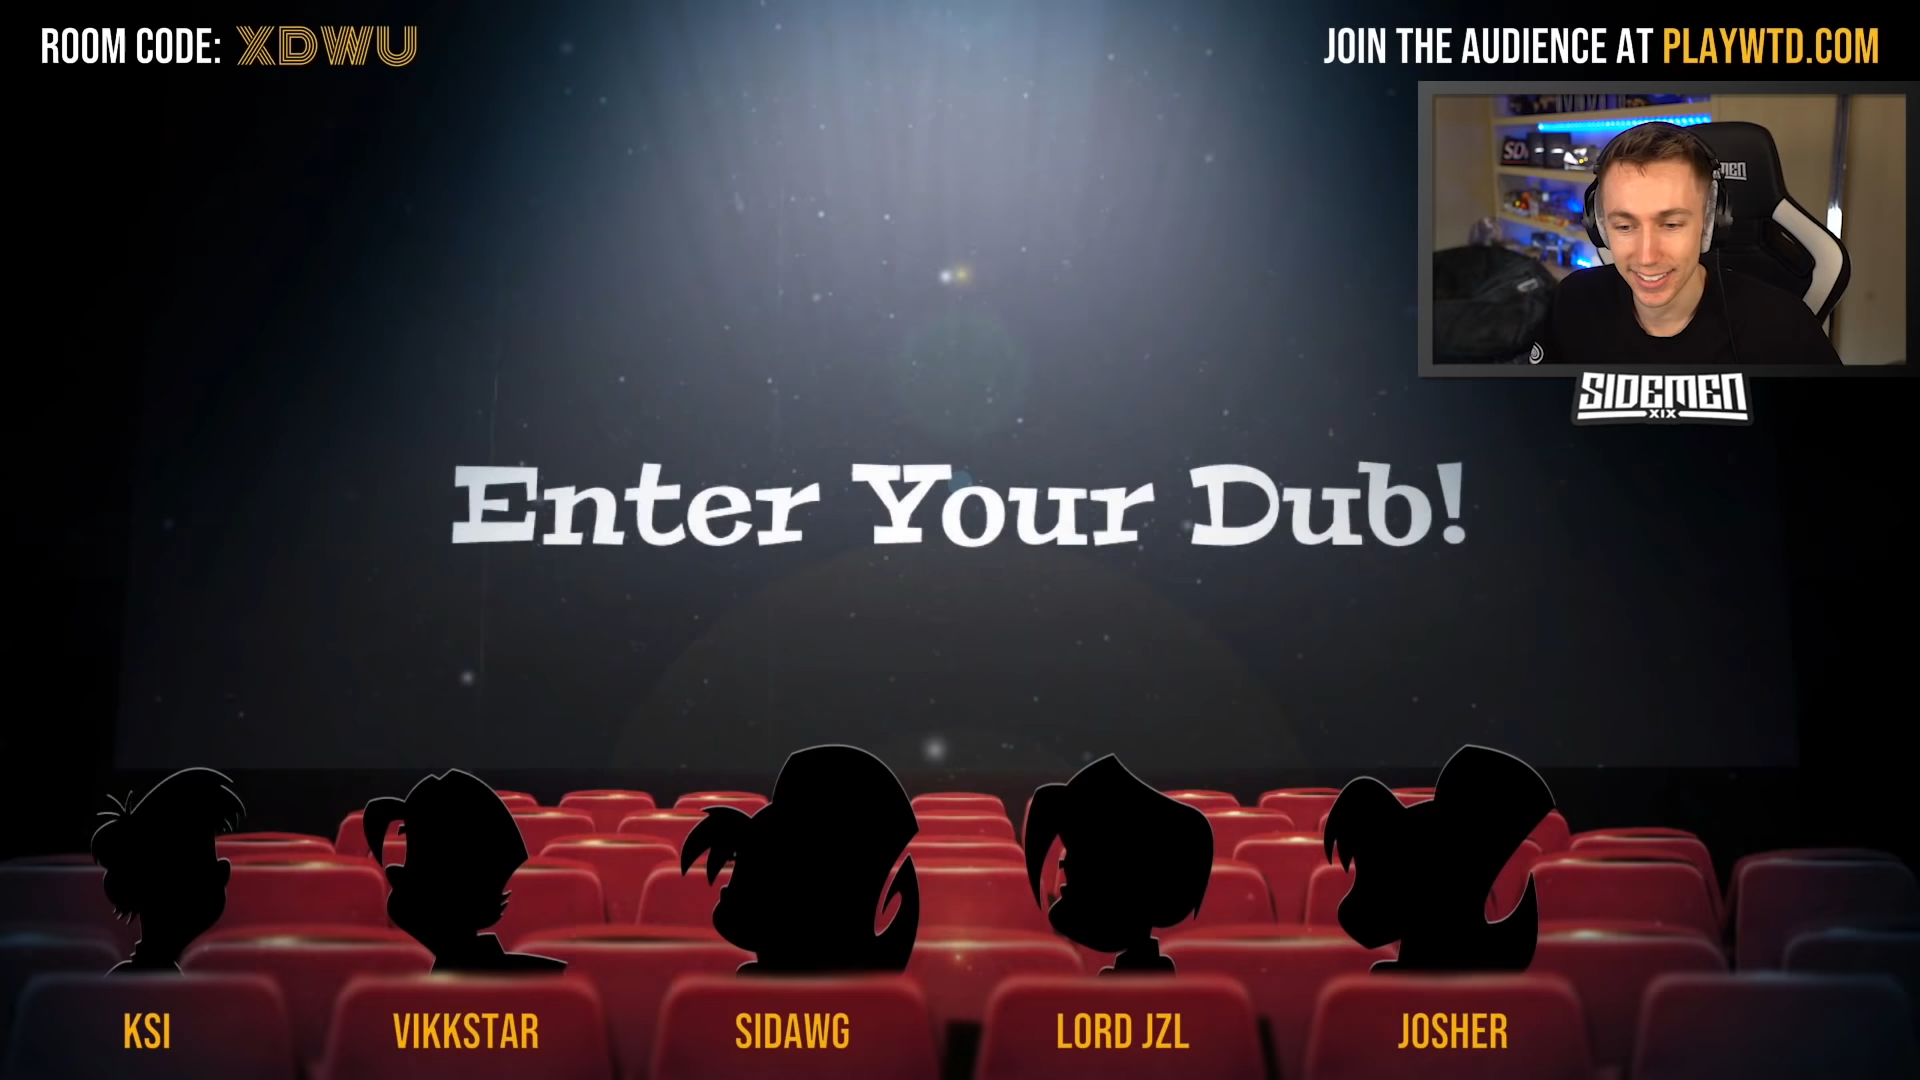 ROOM CODE: XDWU
JOIN THE AUDIENCE AT PLAYWTD.COM
SIDEMEN
XIX
Enter Your Dub!
KSI
VIKKSTAR
SIDAWG
LORD JZL
JOSHER